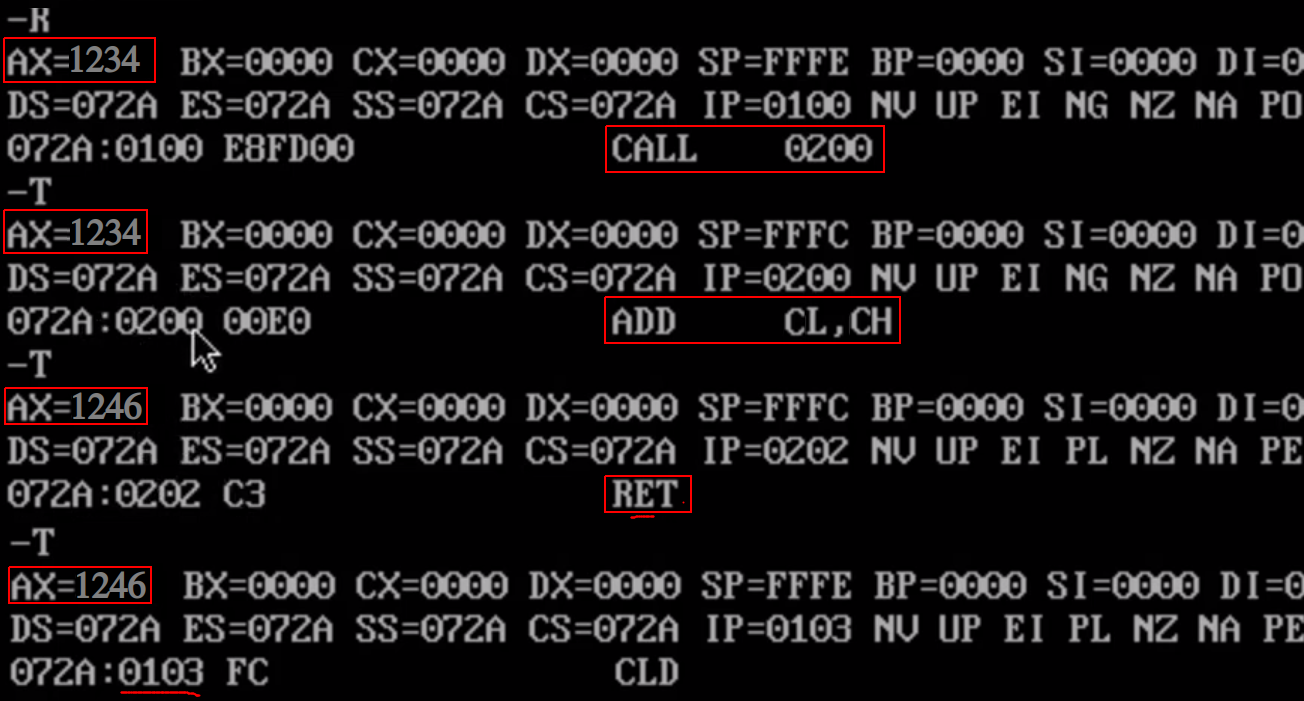 -R
AX=1234 BX=0000 CX=0000 DX=0000 SP=FFFE BP=0000 SI=0000 DI=0
DS=072A ES=072A SS=072A CS=072A IP=0100 NV UP EI NG NZ NA PO
072A:0100 E8FD00 CALL 0200
-T
AX=1234 BX=0000 CX=0000 DX=0000 SP=FFFC BP=0000 SI=0000 DI=0
DS=072A ES=072A SS=072A CS=072A IP=0200 NV UP EI NG NZ NA PO
072A:0200 00E0 ADD CL,CH
-T
AX=1246 BX=0000 CX=0000 DX=0000 SP=FFFC BP=0000 SI=0000 DI=0
DS=072A ES=072A SS=072A CS=072A IP=0202 NV UP EI PL NZ NA PE
072A:0202 C3 RET
-T
AX=1246 BX=0000 CX=0000 DX=0000 SP=FFFE BP=0000 SI=0000 DI=0
DS=072A ES=072A SS=072A CS=072A IP=0103 NV UP EI PL NZ NA PE
072A:0103 FC CLD